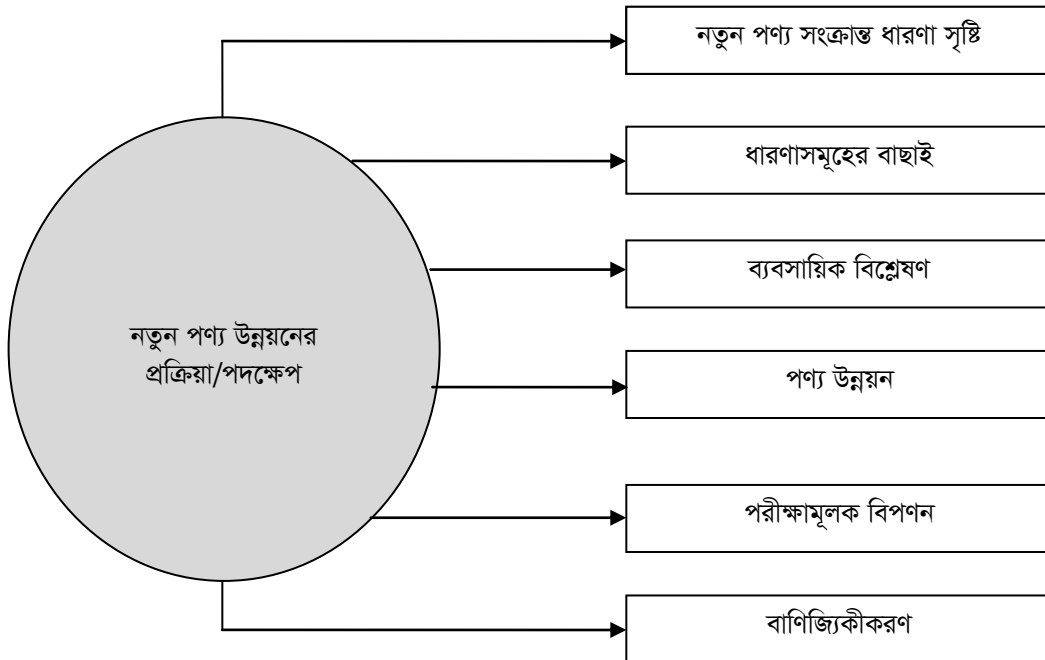 নতুন পণ্য সংক্রান্ত ধারণা সৃষ্টি
ধারণাসমূহের বাছাই
ব্যবসায়িক বিশ্লেষণ
নতুন পণ্য উন্নয়নের
প্রক্রিয়া/পদক্ষেপ
পণ্য উন্নয়ন
পরীক্ষামূলক বিপণন
বাণিজ্যিকীকরণ